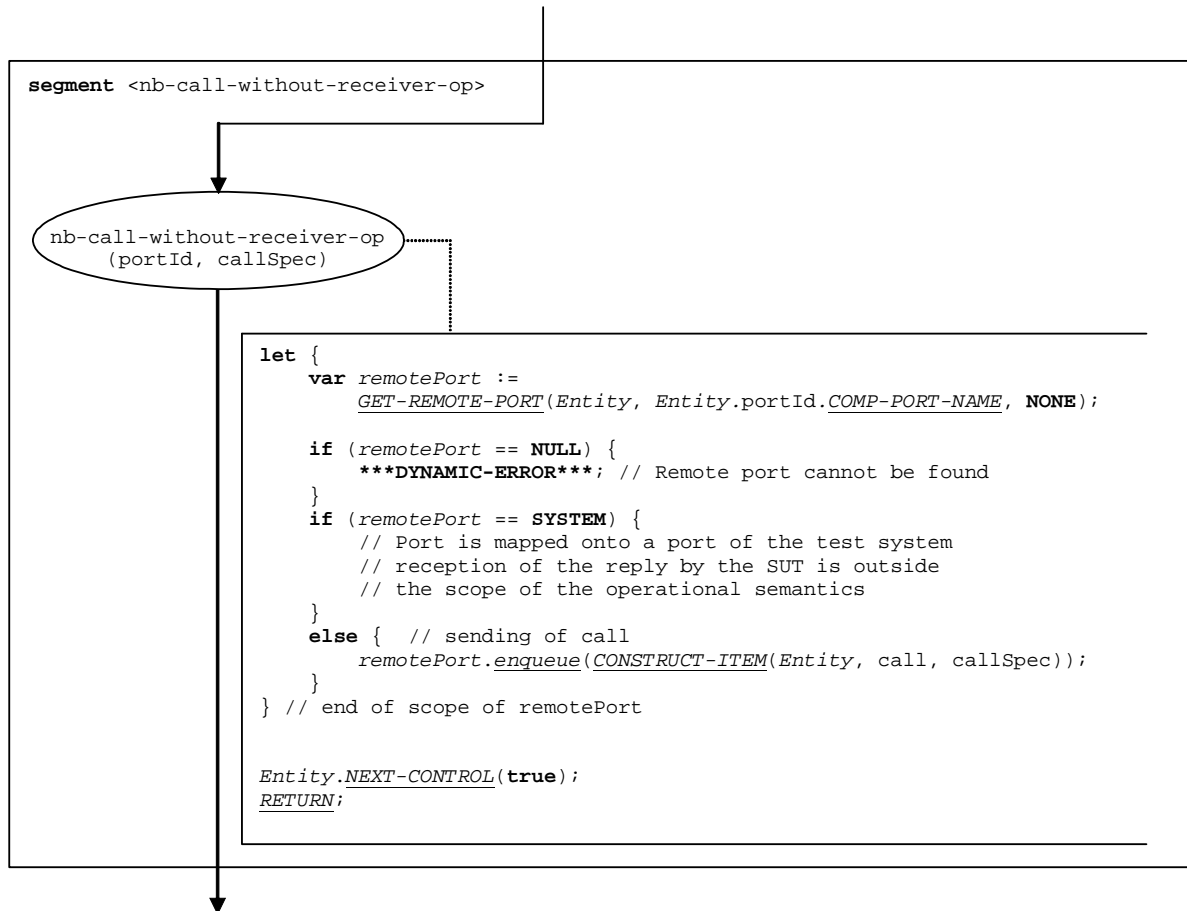 segment <nb-call-without-receiver-op>
nb-call-without-receiver-op
(portId, callSpec)
let {
var remotePort :=
GET-REMOTE-PORT(Entity, Entity.portId.COMP-PORT-NAME, NONE);
if (remotePort == NULL) {
***DYNAMIC-ERROR***; // Remote port cannot be found
}
if (remotePort == SYSTEM) {
// Port is mapped onto a port of the test system
// reception of the reply by the SUT is outside
// the scope of the operational semantics
}
else { // sending of call
remotePort.enqueue(CONSTRUCT-ITEM(Entity, call, callSpec));
}
} // end of scope of remotePort
Entity.NEXT-CONTROL(true);
RETURN;